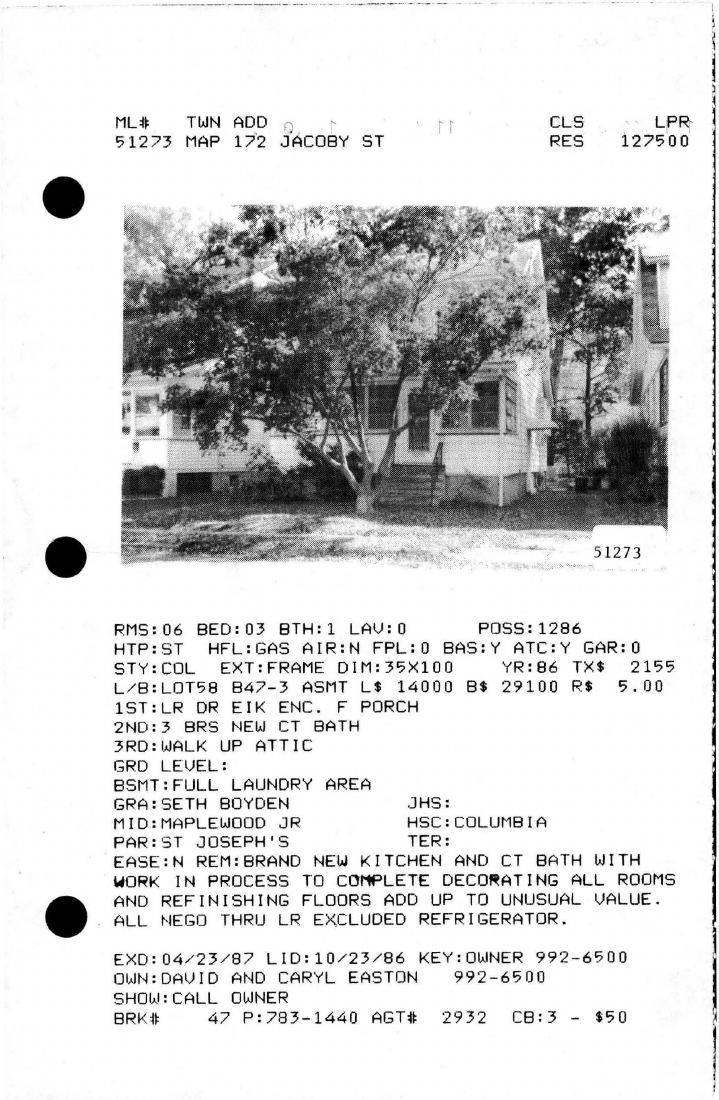 ML# TWN ADD CLS LPR
51273 MAP 172 JACOBY ST RES 127500
51273
RMS:06 BED:03 BTH:1 LAV:0 POSS:1286
HTP:ST HFL:GAS AIR:N FPL:0 BAS:Y ATC:Y GAR:0
STY:COL EXT:FRAME DIM:35X100 YR:86 TX$ 2155
L/B:LOT58 B47-3 ASMT L$ 14000 B$ 29100 R$ 5.00
1ST:LR DR EIK ENC. F PORCH
2ND:3 BRS NEW CT BATH
3RD:WALK UP ATTIC
GRD LEVEL:
BSMT:FULL LAUNDRY AREA
GRA:SETH BOYDEN JHS:
MID:MAPLEWOOD JR HSC:COLUMBIA
PAR:ST JOSEPH'S TER:
EASE:N REM:BRAND NEW KITCHEN AND CT BATH WITH
WORK IN PROCESS TO COMPLETE DECORATING ALL ROOMS
AND REFINISHING FLOORS ADD UP TO UNUSUAL VALUE.
ALL NEGO THRU LR EXCLUDED REFRIGERATOR.
EXD:04/23/87 LID:10/23/86 KEY:OWNER 992-6500
OWN:DAVID AND CARYL EASTON 992-6500
SHOW:CALL OWNER
BRK# 47 P:783-1440 AGT# 2932 CB:3 - $50